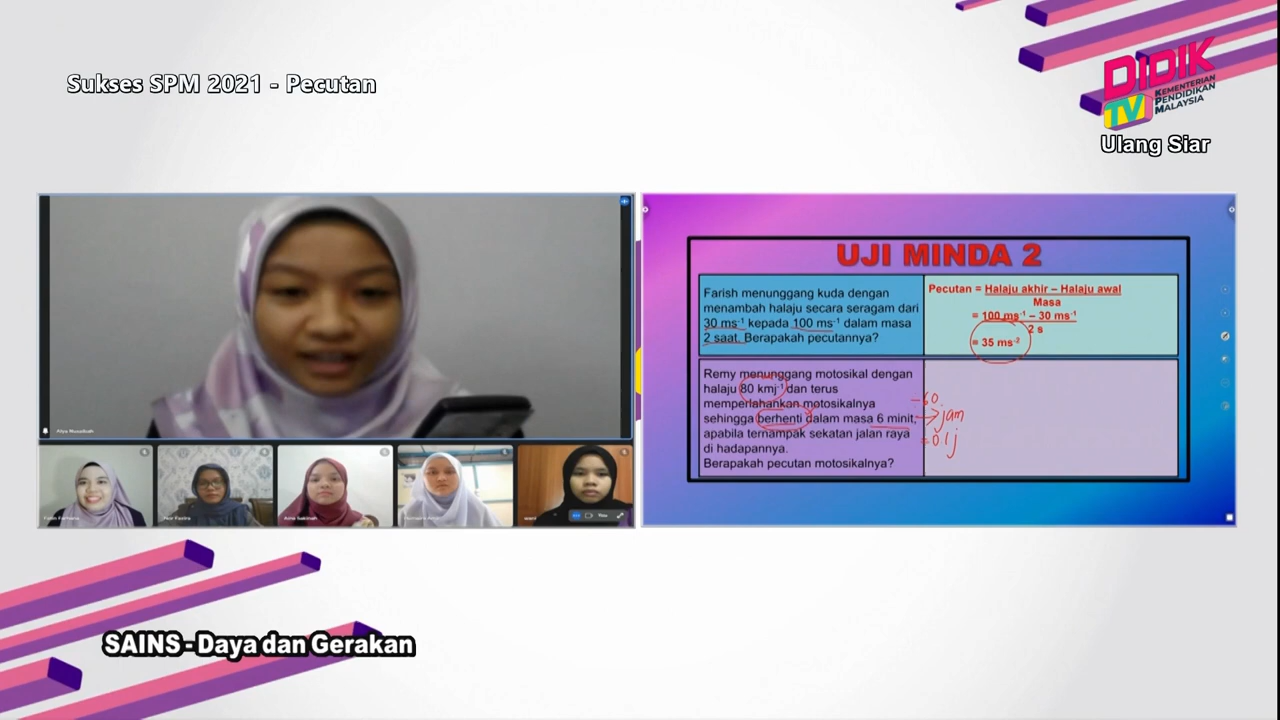 Sukses SPM 2021 - Pecutan
DIDIK
TV
KEMENTERIAN
PENDIDIKAN
MALAYSIA
Ulang Siar
UJI MINDA 2
Farish menunggang kuda dengan
menambah halaju secara seragam dari
30 ms⁻¹ kepada 100 ms⁻¹ dalam masa
2 saat. Berapakah pecutannya?
Pecutan = Halaju akhir – Halaju awal
Masa
= 100 ms⁻¹ – 30 ms⁻¹
2 s
= 35 ms⁻²
Remy menunggang motosikal dengan
halaju 80 kmj⁻¹ dan terus
memperlahankan motosikalnya
sehingga berhenti dalam masa 6 minit,
apabila ternampak sekatan jalan raya
di hadapannya.
Berapakah pecutan motosikalnya?
60
→ jam
= 0.1 j
You
SAINS - Daya dan Gerakan